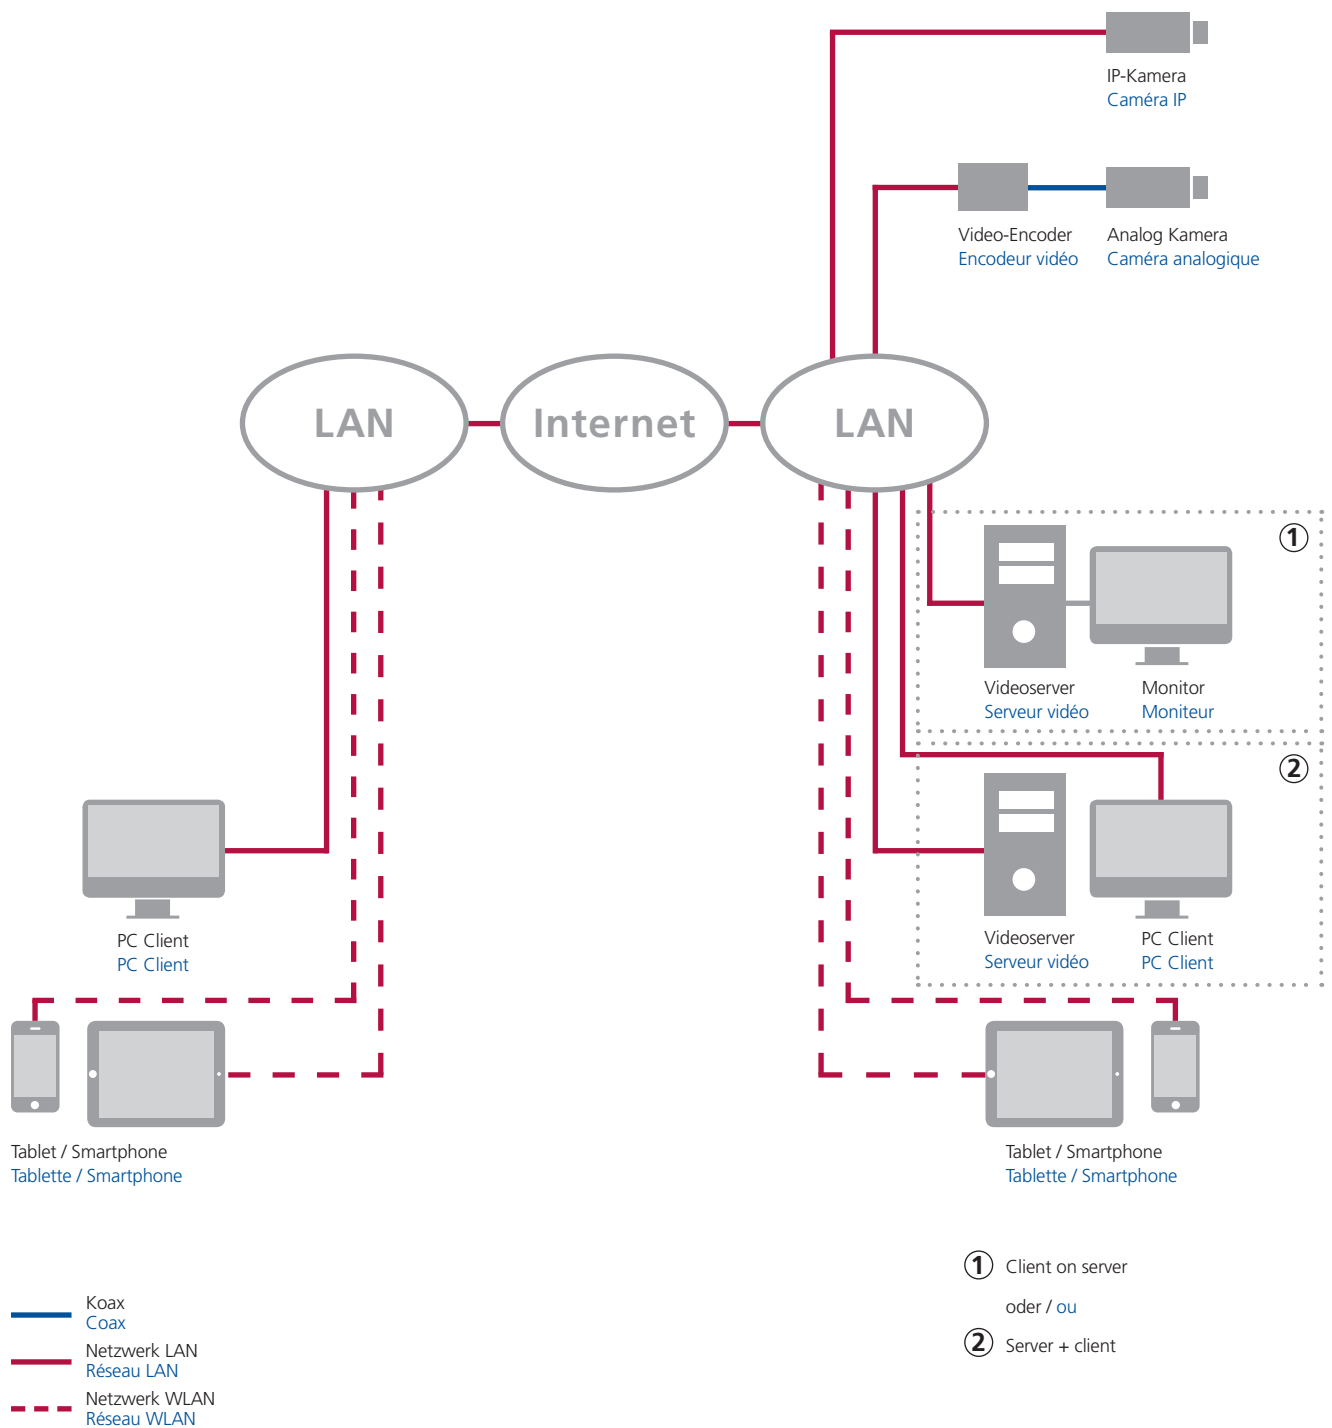 IP-Kamera
Caméra IP
Video-Encoder
Encodeur vidéo
Analog Kamera
Caméra analogique
LAN
Internet
LAN
1
Videoserver
Serveur vidéo
Monitor
Moniteur
2
Videoserver
Serveur vidéo
PC Client
PC Client
PC Client
PC Client
Tablet / Smartphone
Tablette / Smartphone
Tablet / Smartphone
Tablette / Smartphone
1 Client on server
oder / ou
2 Server + client
Koax
Coax
Netzwerk LAN
Réseau LAN
Netzwerk WLAN
Réseau WLAN